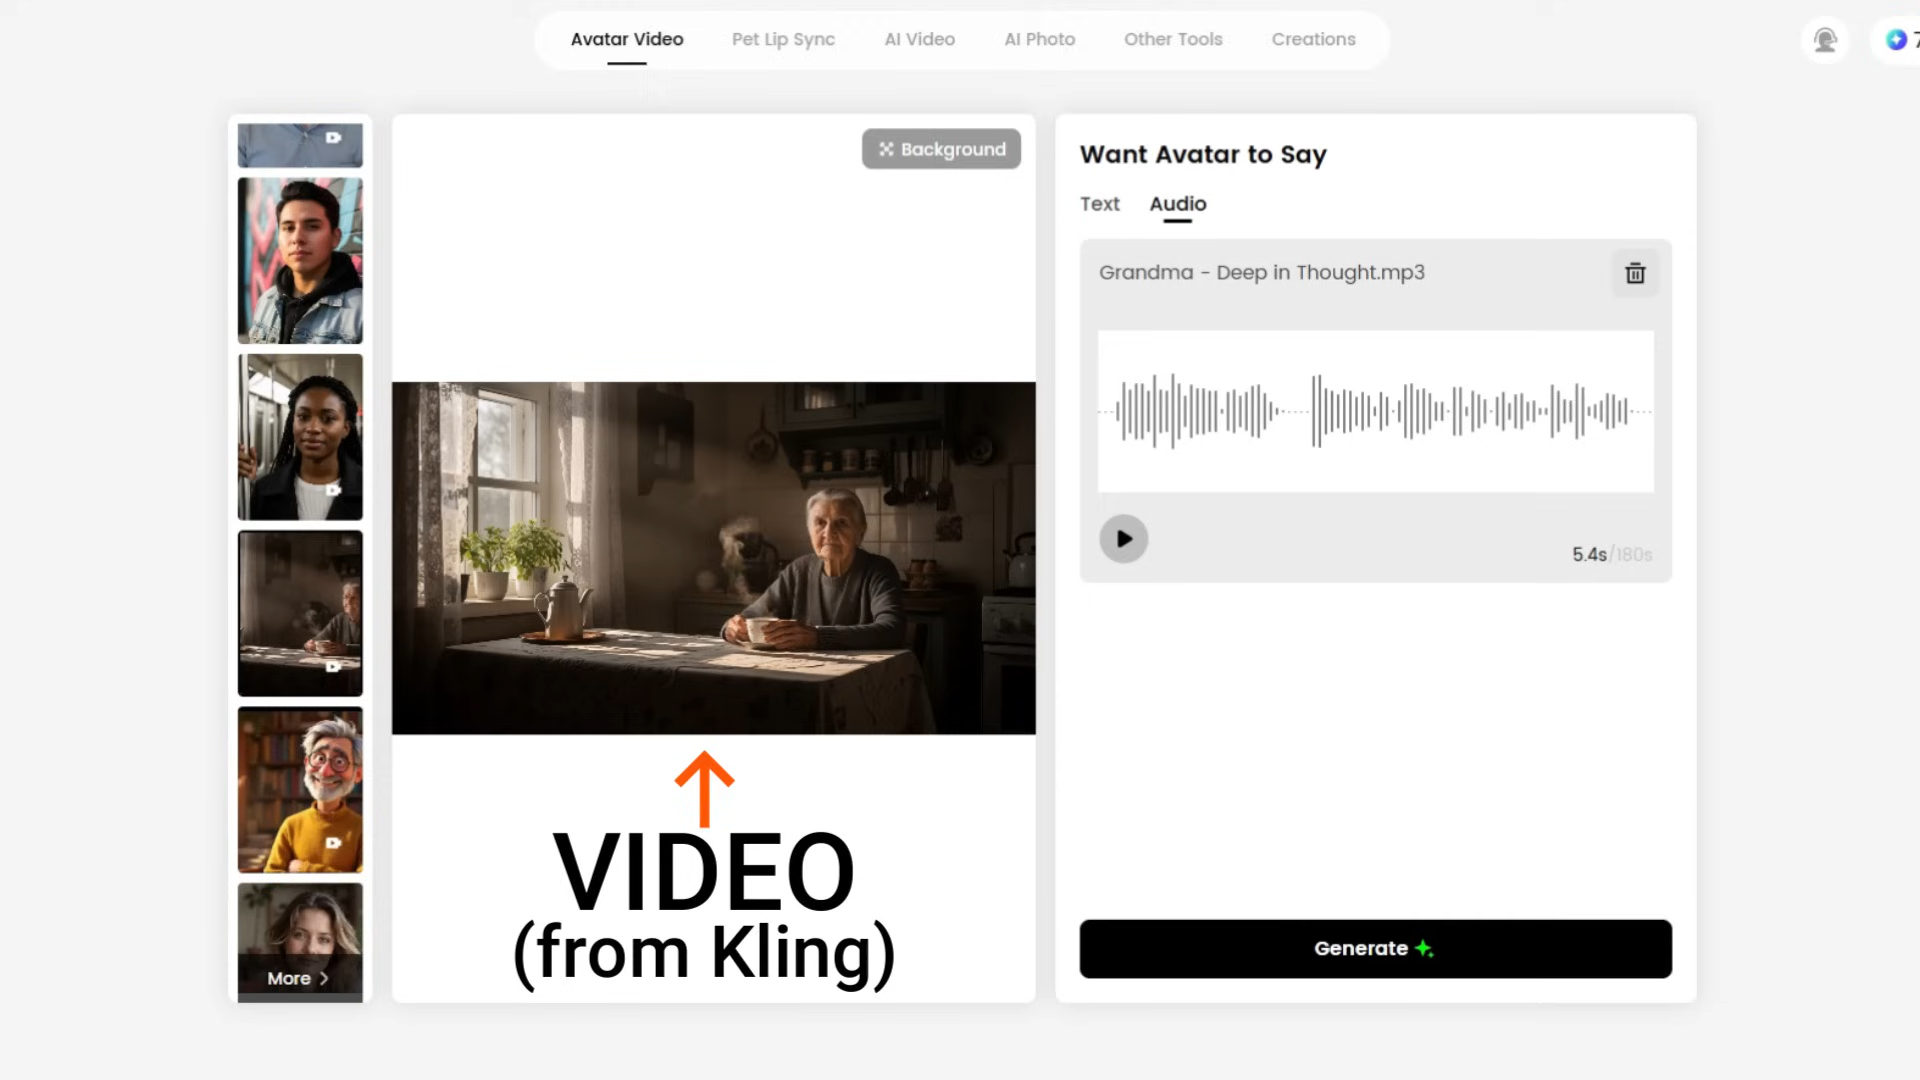 Avatar Video
Pet Lip Sync
AI Video
AI Photo
Other Tools
Creations
7
Background
More
VIDEO
(from Kling)
Want Avatar to Say
Text
Audio
Grandma - Deep in Thought.mp3
5.4s/180s
Generate